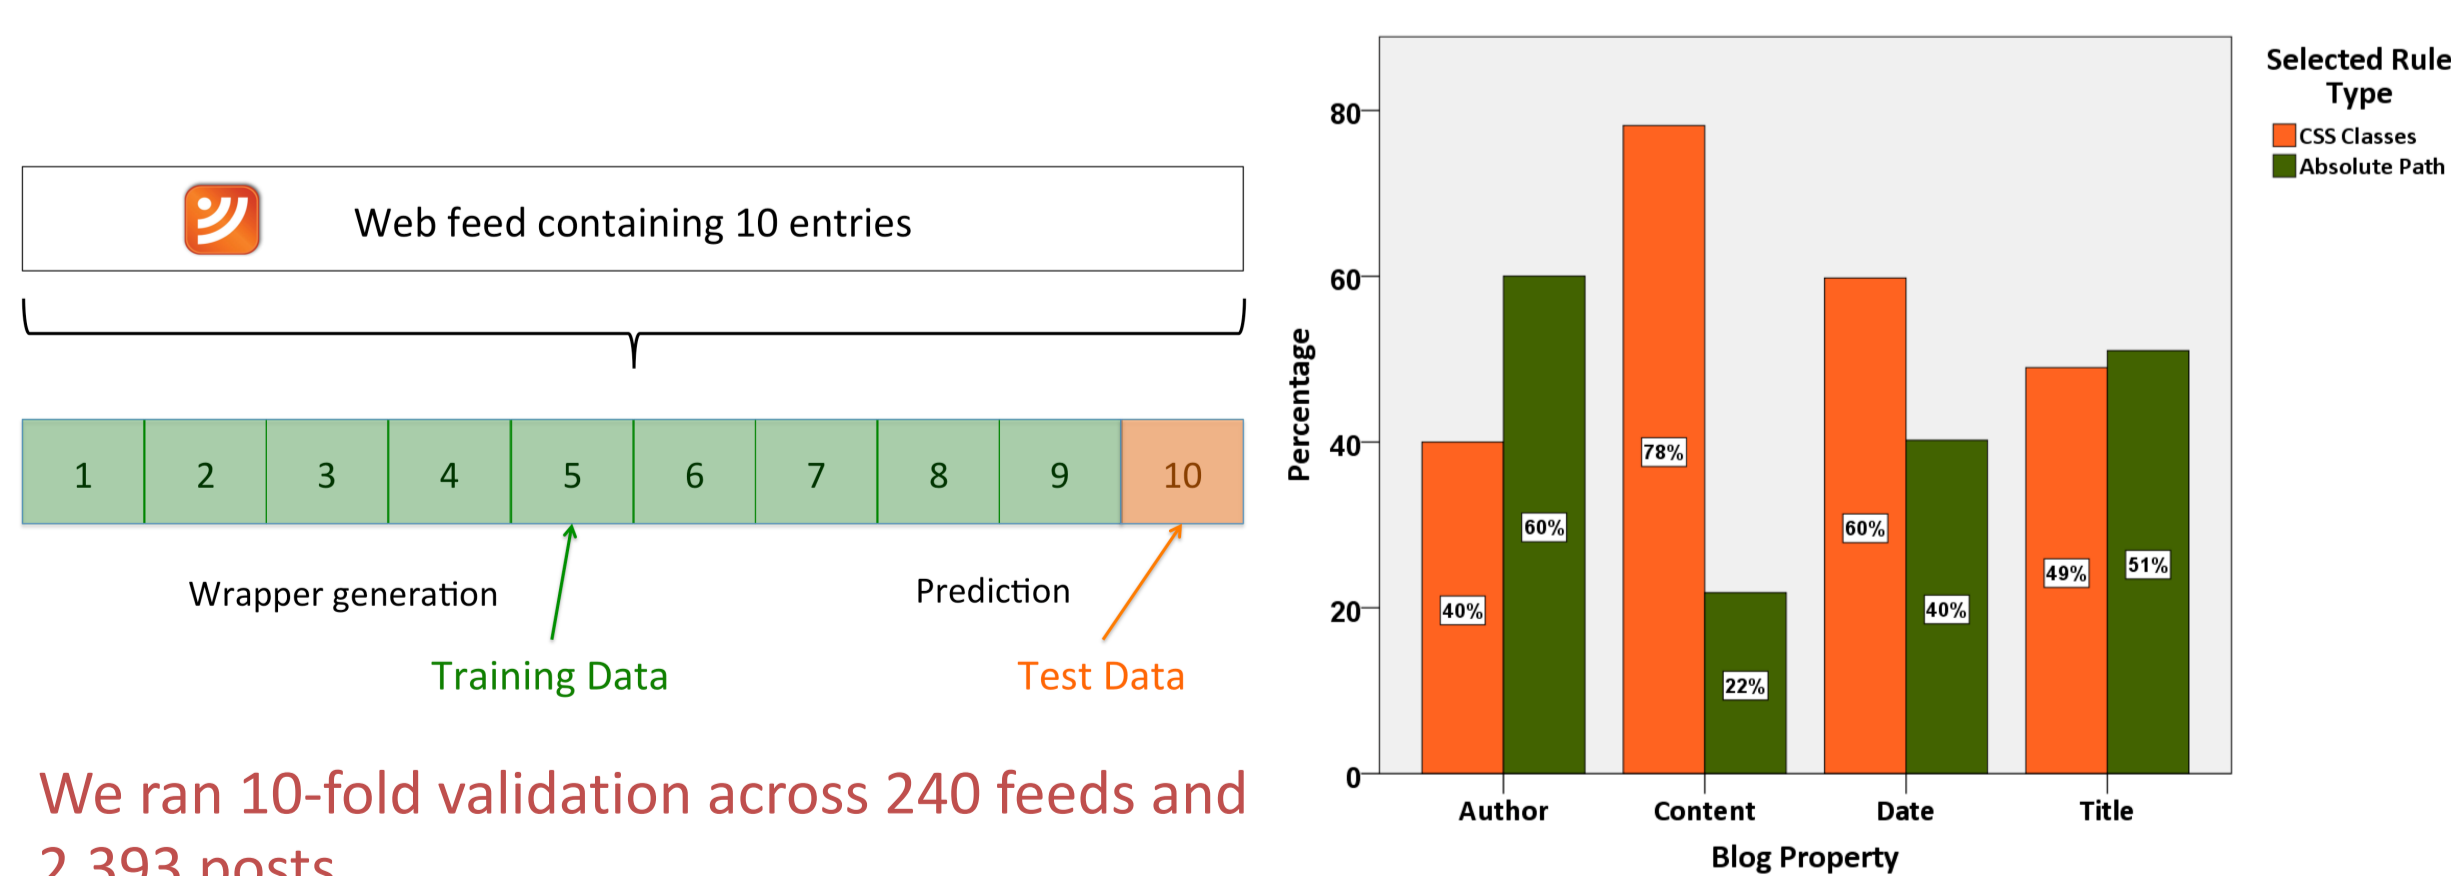 Web feed containing 10 entries
1 2 3 4 5 6 7 8 9 10
Wrapper generation
Prediction
Training Data
Test Data
We ran 10-fold validation across 240 feeds and
2,393 posts
Selected Rule
Type
CSS Classes
Absolute Path
Percentage
80
60
40
20
0
40%
60%
78%
22%
60%
40%
49%
51%
Author Content Date Title
Blog Property